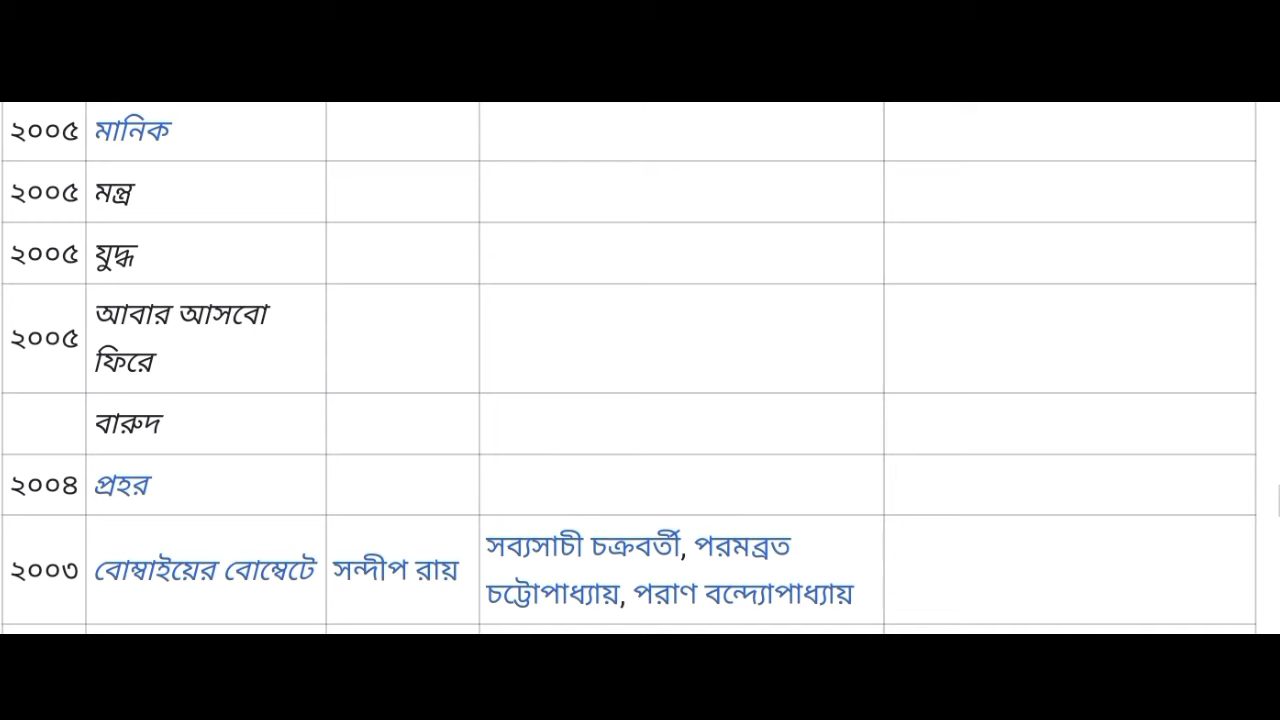 ২০০৫ মানিক
২০০৫ মন্ত্র
২০০৫ যুদ্ধ
২০০৫ আবার আসবো
ফিরে
বারুদ
২০০৪ প্রহর
২০০৩ বোম্বাইয়ের বোম্বেটে সন্দীপ রায় সব্যসাচী চক্রবর্তী, পরমব্রত
চট্টোপাধ্যায়, পরাণ বন্দ্যোপাধ্যায়